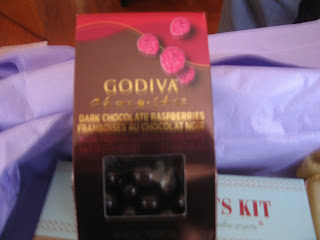 GODIVA
Chocolatier
DARK CHOCOLATE RASPBERRIES
FRAMBOISES AU CHOCOLAT NOIR
'S KIT